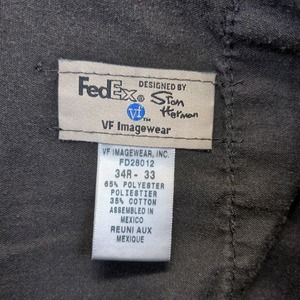 FedEx® DESIGNED BY
Stan Herman
vf™
VF Imagewear
VF IMAGEWEAR, INC.
FD28012
34R - 33
65% POLYESTER
POLIESTER
35% COTTON
ASSEMBLED IN
MEXICO
REUNI AUX
MEXIQUE